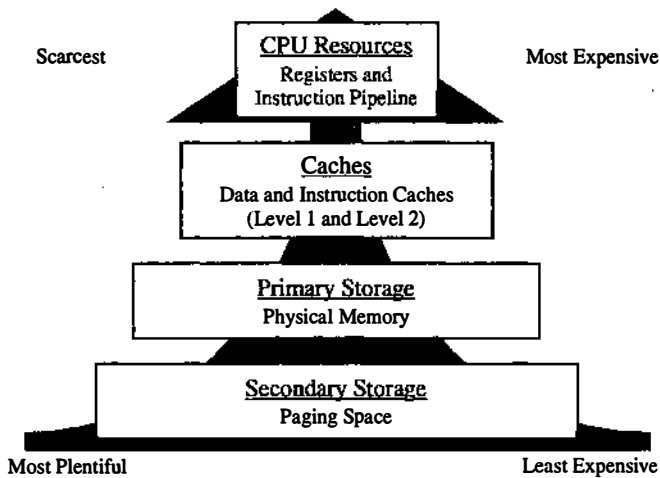 CPU Resources
Scarcest
Most Expensive
Registers and
Instruction Pipeline
Caches
Data and Instruction Caches
(Level 1 and Level 2)
Primary Storage
Physical Memory
Secondary Storage
Paging Space
Most Plentiful
Least Expensive